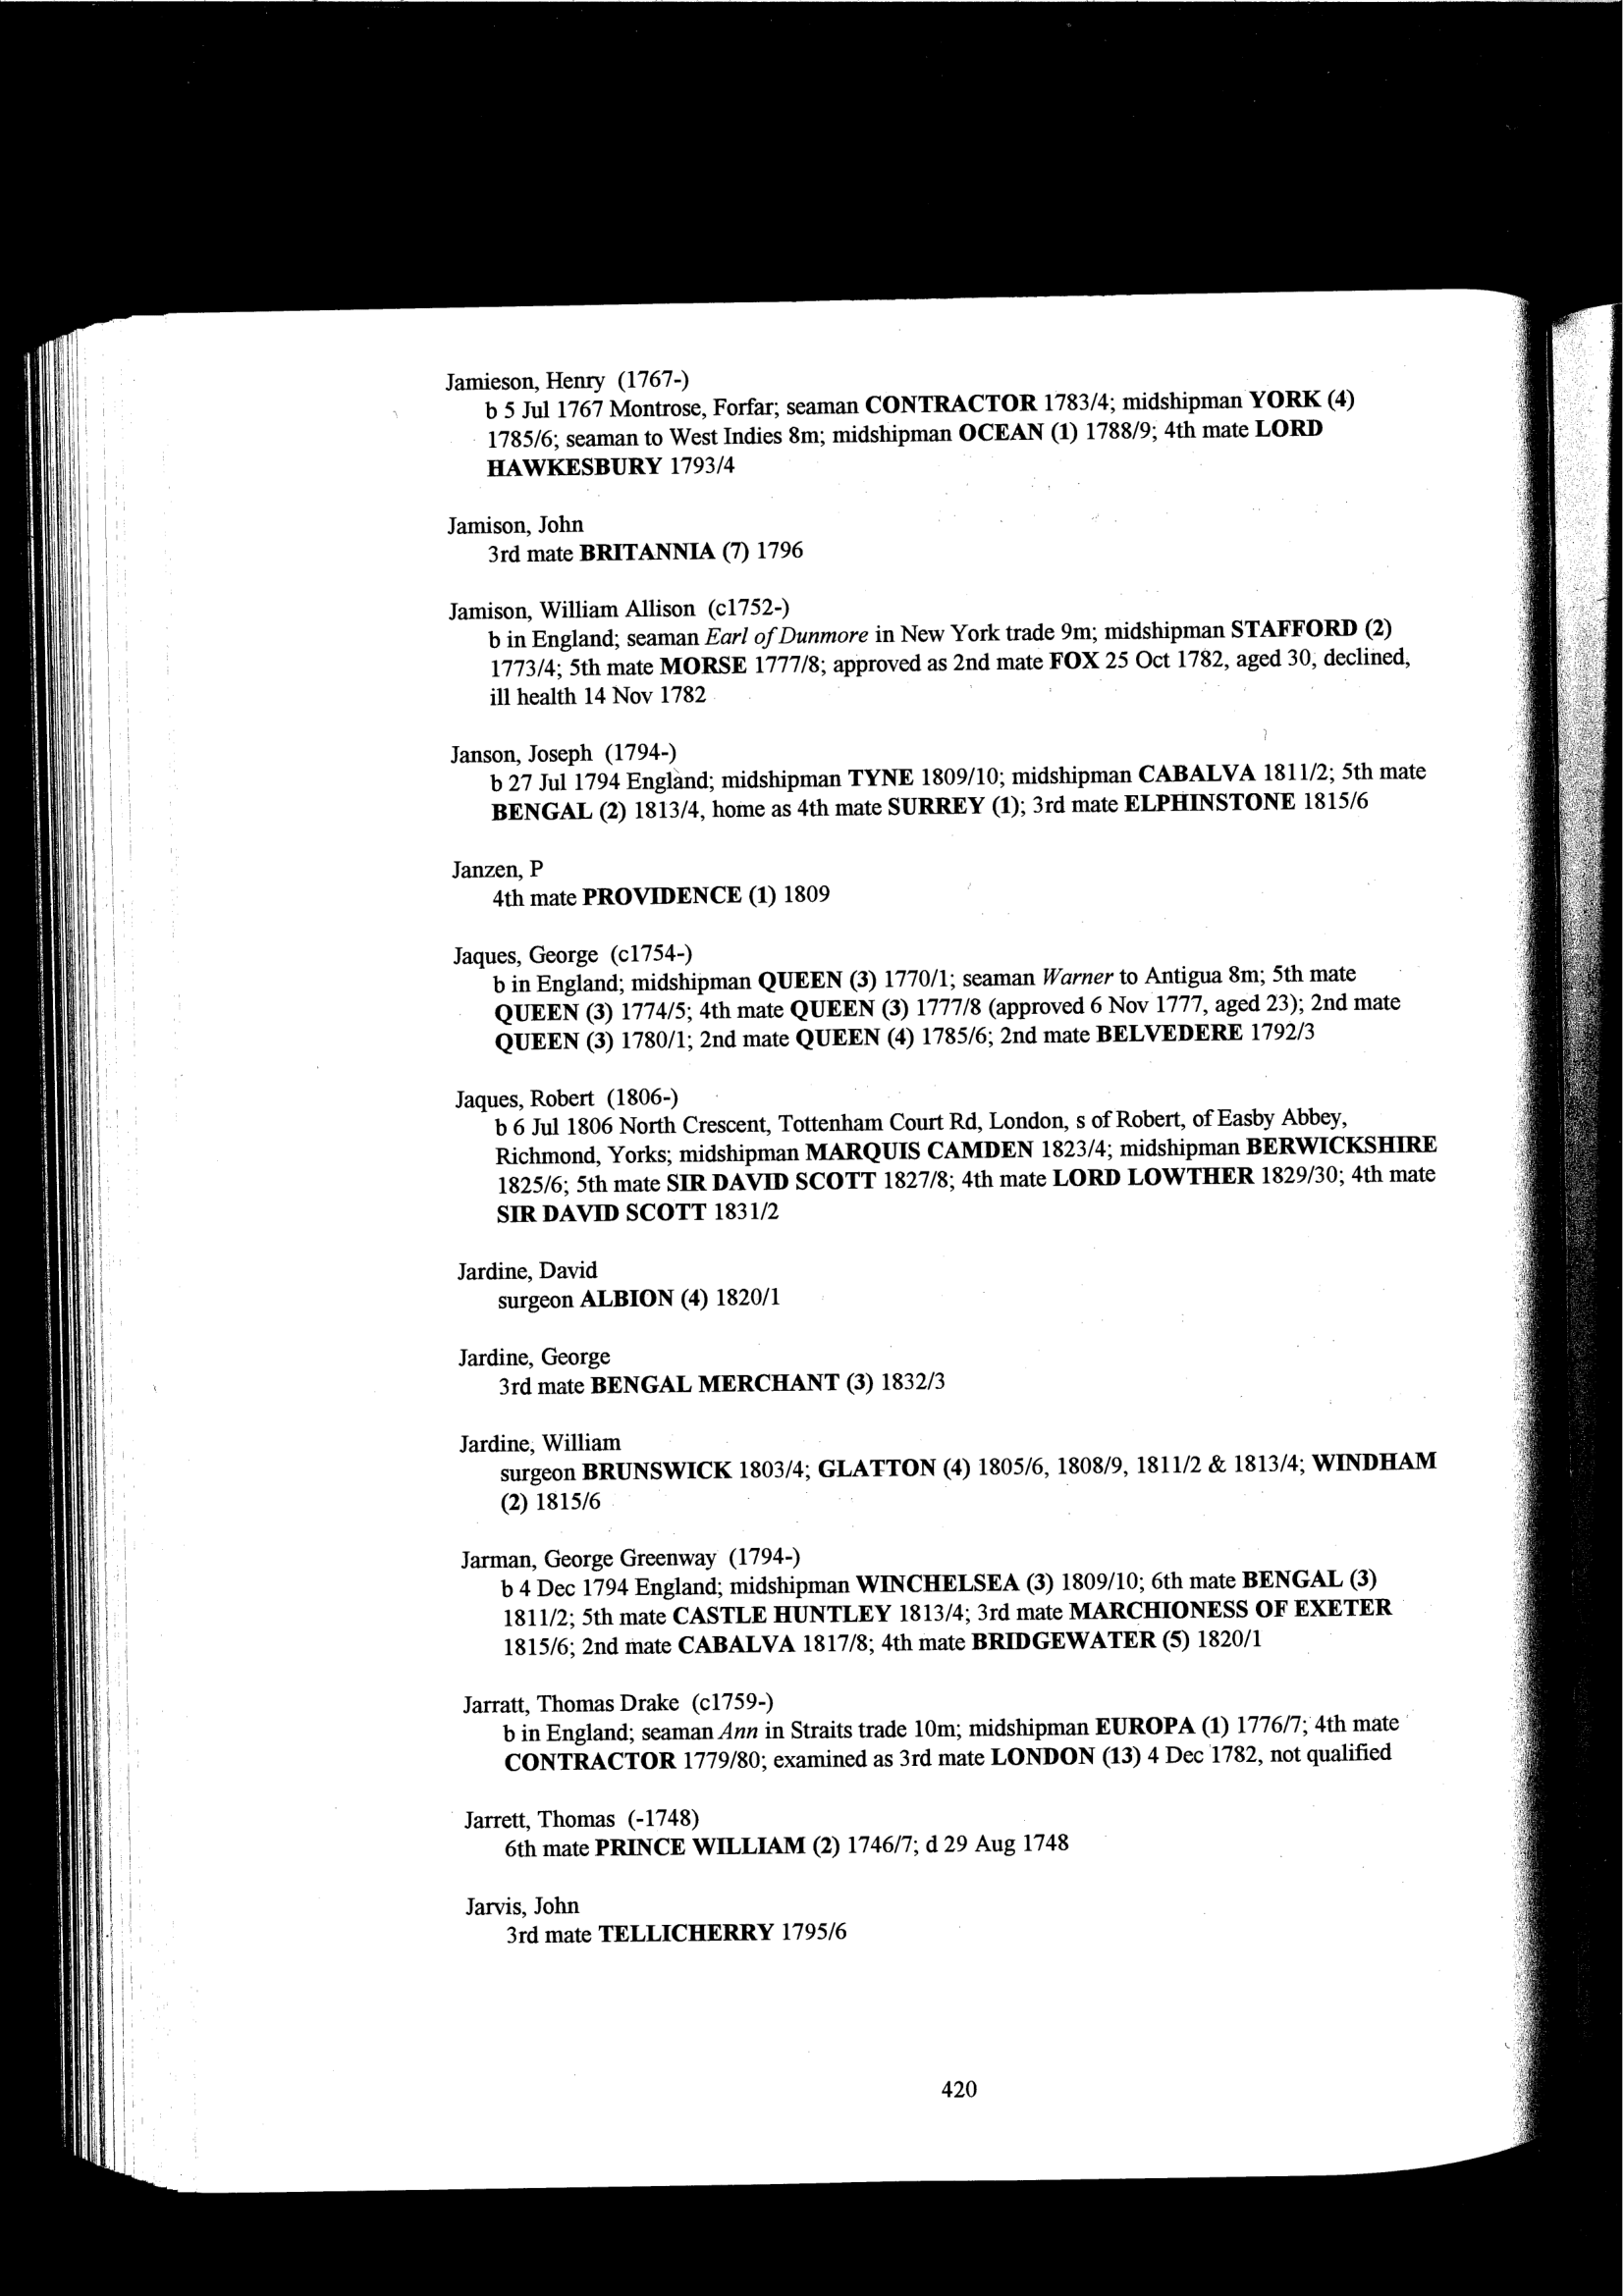 Jamieson, Henry (1767-)
b 5 Jul 1767 Montrose, Forfar; seaman CONTRACTOR 1783/4; midshipman YORK (4)
1785/6; seaman to West Indies 8m; midshipman OCEAN (1) 1788/9; 4th mate LORD
HAWKESBURY 1793/4
Jamison, John
3rd mate BRITANNIA (7) 1796
Jamison, William Allison (c1752-)
b in England; seaman Earl of Dunmore in New York trade 9m; midshipman STAFFORD (2)
1773/4; 5th mate MORSE 1777/8; approved as 2nd mate FOX 25 Oct 1782, aged 30, declined,
ill health 14 Nov 1782
Janson, Joseph (1794-)
b 27 Jul 1794 England; midshipman TYNE 1809/10; midshipman CABALVA 1811/2; 5th mate
BENGAL (2) 1813/4, home as 4th mate SURREY (1); 3rd mate ELPHINSTONE 1815/6
Janzen, P
4th mate PROVIDENCE (1) 1809
Jaques, George (c1754-)
b in England; midshipman QUEEN (3) 1770/1; seaman Warner to Antigua 8m; 5th mate
QUEEN (3) 1774/5; 4th mate QUEEN (3) 1777/8 (approved 6 Nov 1777, aged 23); 2nd mate
QUEEN (3) 1780/1; 2nd mate QUEEN (4) 1785/6; 2nd mate BELVEDERE 1792/3
Jaques, Robert (1806-)
b 6 Jul 1806 North Crescent, Tottenham Court Rd, London, s of Robert, of Easby Abbey,
Richmond, Yorks; midshipman MARQUIS CAMDEN 1823/4; midshipman BERWICKSHIRE
1825/6; 5th mate SIR DAVID SCOTT 1827/8; 4th mate LORD LOWTHER 1829/30; 4th mate
SIR DAVID SCOTT 1831/2
Jardine, David
surgeon ALBION (4) 1820/1
Jardine, George
3rd mate BENGAL MERCHANT (3) 1832/3
Jardine, William
surgeon BRUNSWICK 1803/4; GLATTON (4) 1805/6, 1808/9, 1811/2 & 1813/4; WINDHAM
(2) 1815/6
Jarman, George Greenway (1794-)
b 4 Dec 1794 England; midshipman WINCHELSEA (3) 1809/10; 6th mate BENGAL (3)
1811/2; 5th mate CASTLE HUNTLEY 1813/4; 3rd mate MARCHIONESS OF EXETER
1815/6; 2nd mate CABALVA 1817/8; 4th mate BRIDGEWATER (5) 1820/1
Jarratt, Thomas Drake (c1759-)
b in England; seaman Ann in Straits trade 10m; midshipman EUROPA (1) 1776/7; 4th mate
CONTRACTOR 1779/80; examined as 3rd mate LONDON (13) 4 Dec 1782, not qualified
Jarrett, Thomas (-1748)
6th mate PRINCE WILLIAM (2) 1746/7; d 29 Aug 1748
Jarvis, John
3rd mate TELLICHERRY 1795/6
420